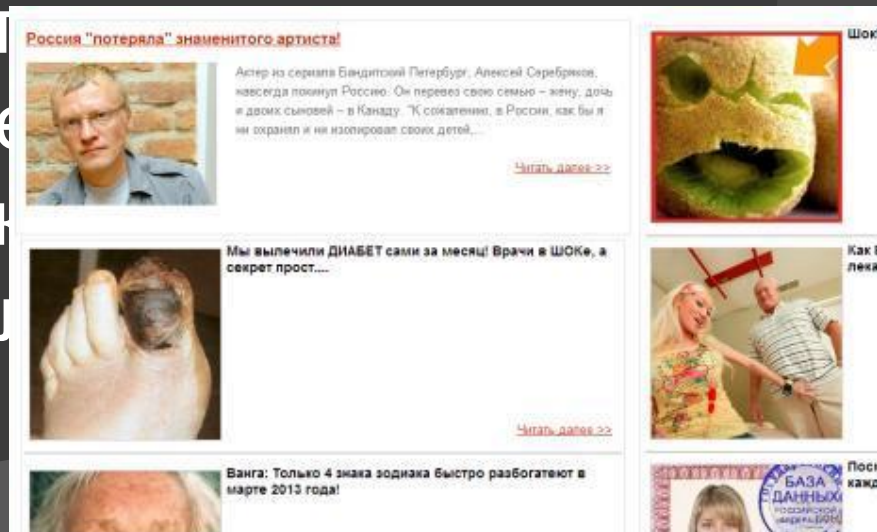 Россия "потеряла" знаменитого артиста!
Актер из сериала Бандитский Петербург, Алексей Серебряков,
навсегда покинул Россию. Он перевез свою семью – жену, дочь
и двоих сыновей – в Канаду. "К сожалению, в России, как бы я
ни охранял и ни изолировал своих детей,...
Читать далее >>
Мы вылечили ДИАБЕТ сами за месяц! Врачи в ШОКе, а
секрет прост....
Читать далее >>
Ванга: Только 4 знака зодиака быстро разбогатеют в
марте 2013 года!
Шок
Как
лека
Посм
кажд
БАЗА
ДАННЫХ